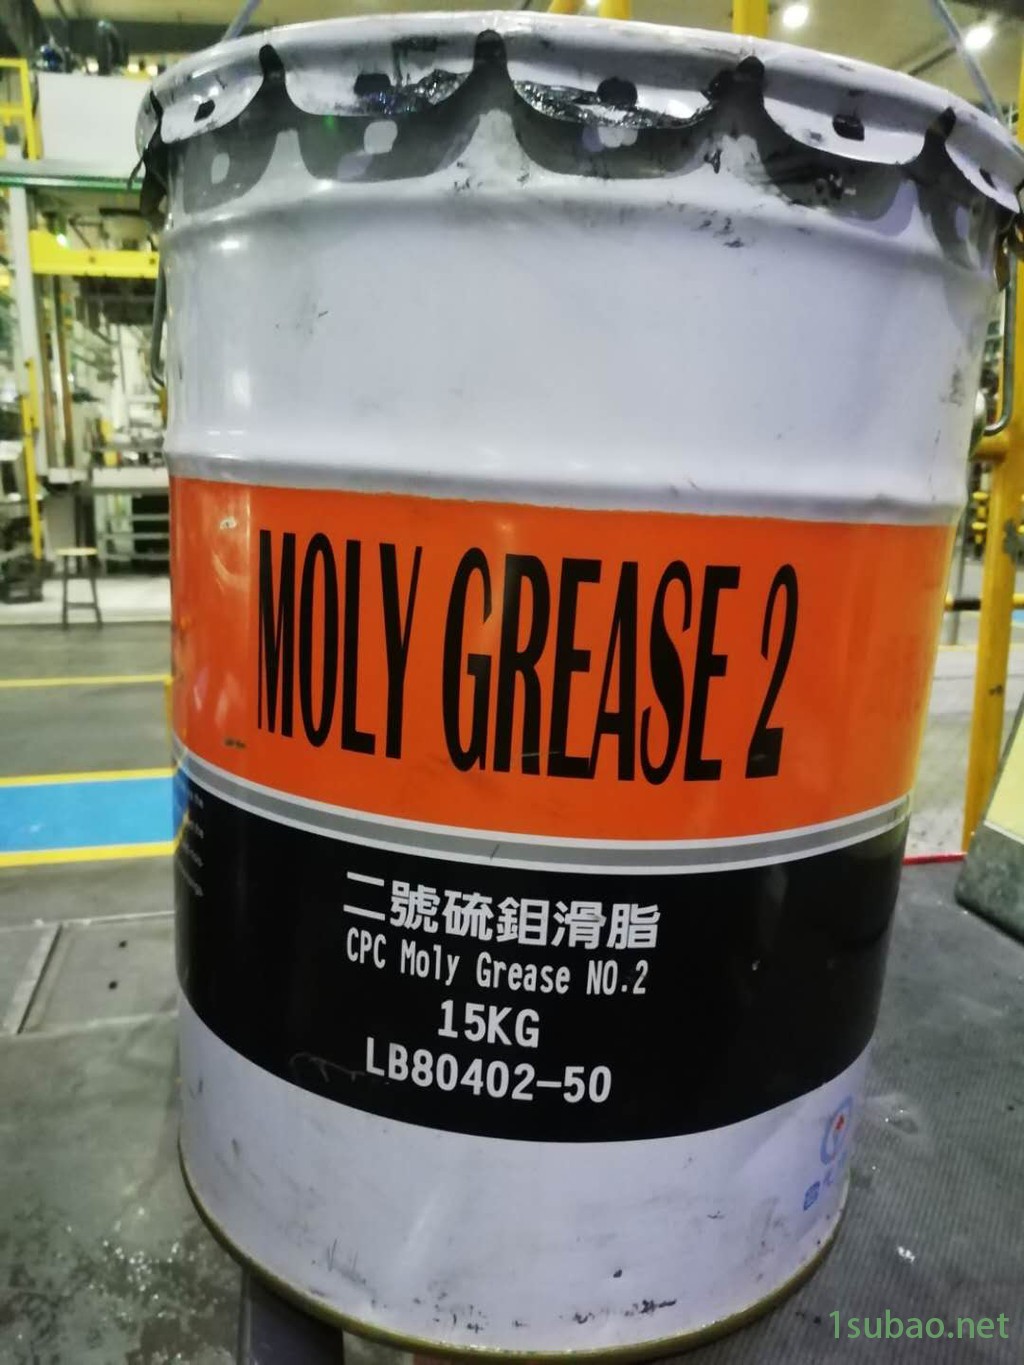 MOLY GREASE 2
二號硫鉬滑脂
CPC Moly Grease NO.2
15KG
LB80402-50
1subao.net